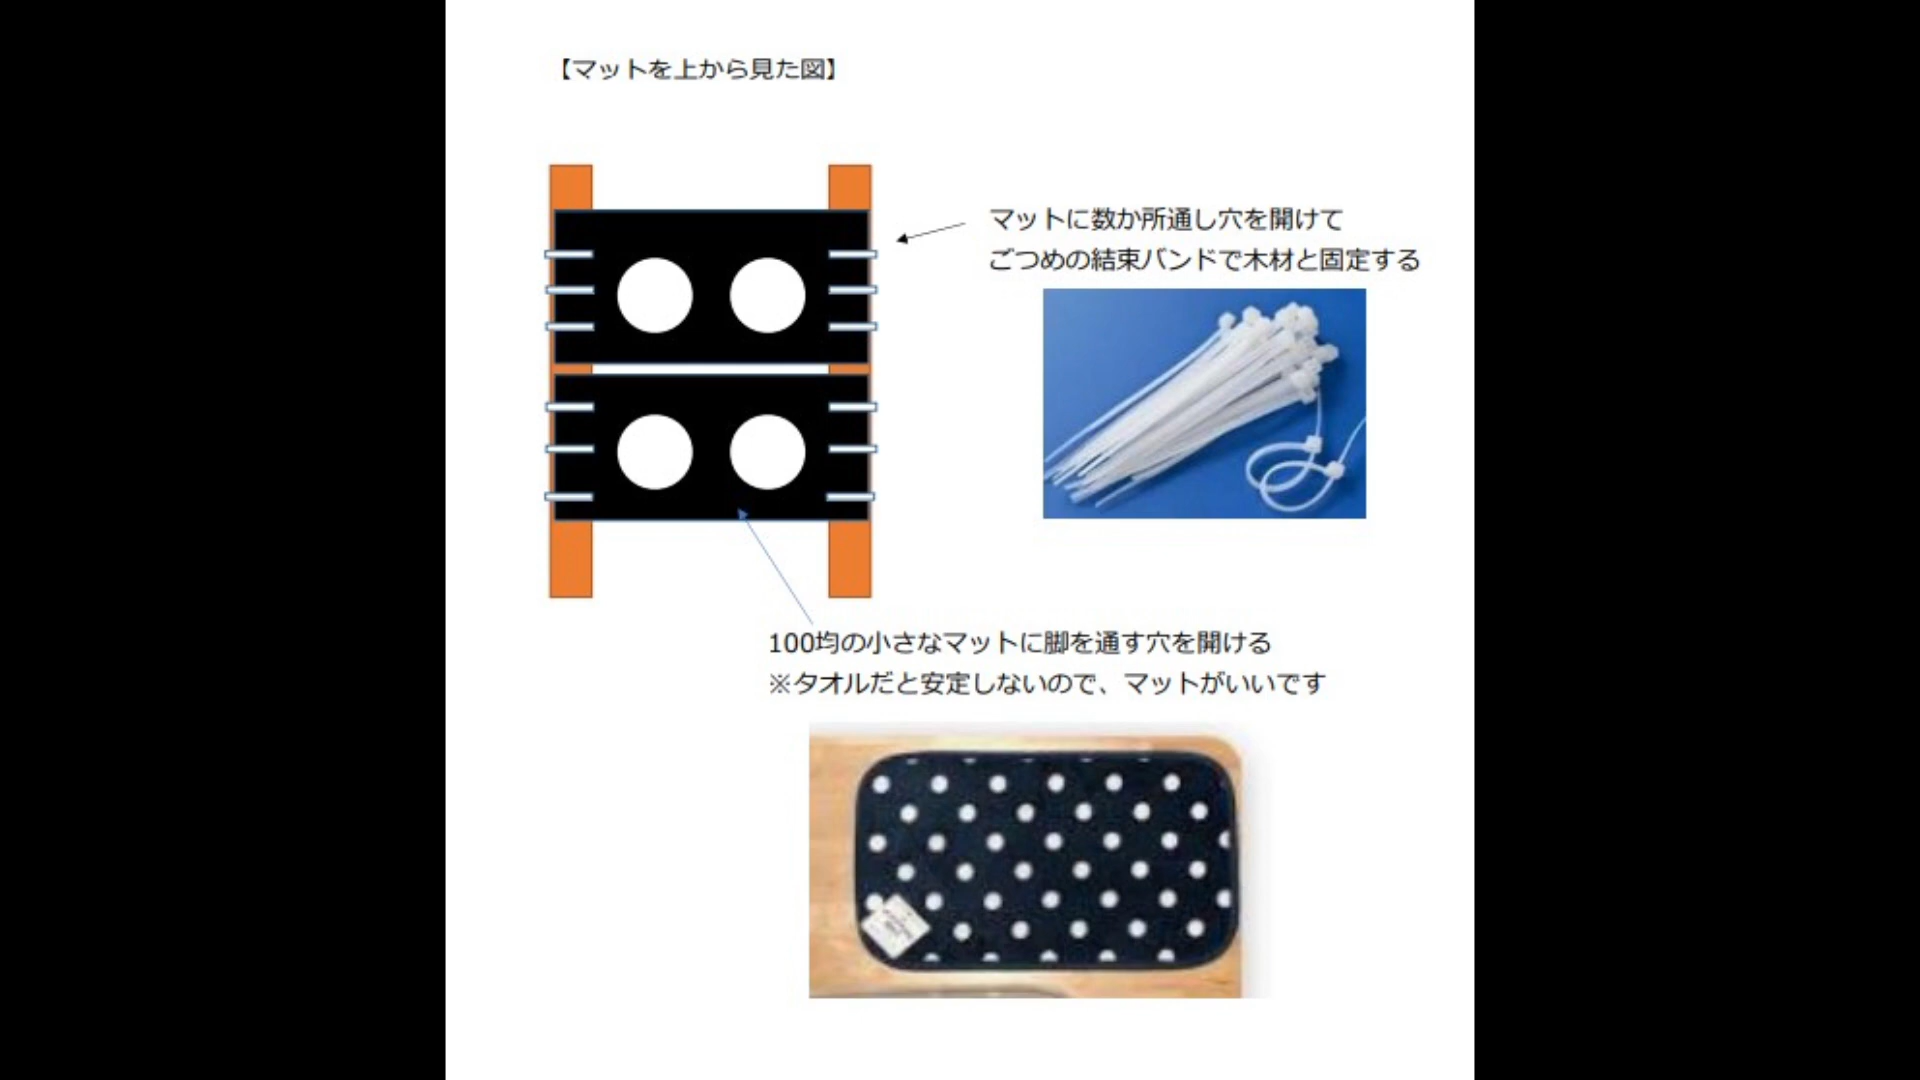 【マットを上から見た図】
マットに数か所通し穴を開けて
ごつめの結束バンドで木材と固定する
100均の小さなマットに脚を通す穴を開ける
※タオルだと安定しないので、マットがいいです